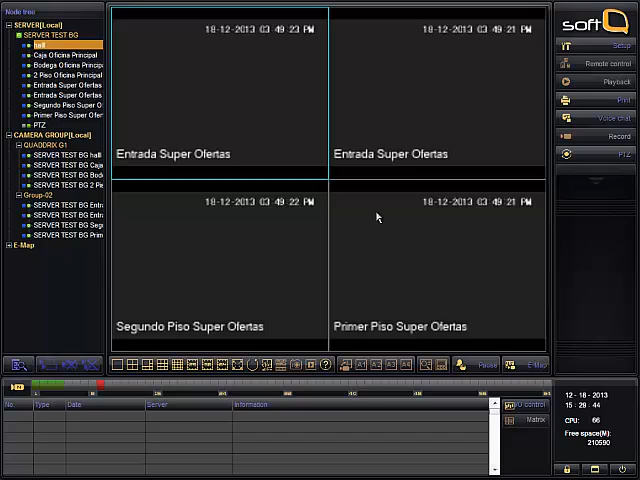 Node tree
SERVER[Local]
SERVER TEST BG
hall
Caja Oficina Principal
Bodega Oficina Princip
2 Piso Oficina Principal
Entrada Super Ofertas
Entrada Super Ofertas
Segundo Piso Super O
Primer Piso Super Ofer
PTZ
CAMERA GROUP[Local]
QUADRIX G1
SERVER TEST BG hall
SERVER TEST BG Caja
SERVER TEST BG Bod
SERVER TEST BG 2 Pi
Group-02
SERVER TEST BG Entr
SERVER TEST BG Entr
SERVER TEST BG Seg
SERVER TEST BG Prim
E-Map
18-12-2013 03 49 23 PM
Entrada Super Ofertas
18-12-2013 03 49 21 PM
Entrada Super Ofertas
18-12-2013 03 49 22 PM
Segundo Piso Super Ofertas
18-12-2013 03 49 21 PM
Primer Piso Super Ofertas
soft Q
Setup
Remote control
Playback
Print
Voice chat
Record
PTZ
A1 A2 A3 A4
Pause
E-Map
No. Type Date Server Information
I/O control
Matrix
12 - 18 - 2013
15 : 29 : 44
CPU: 66
Free space(M):
210590